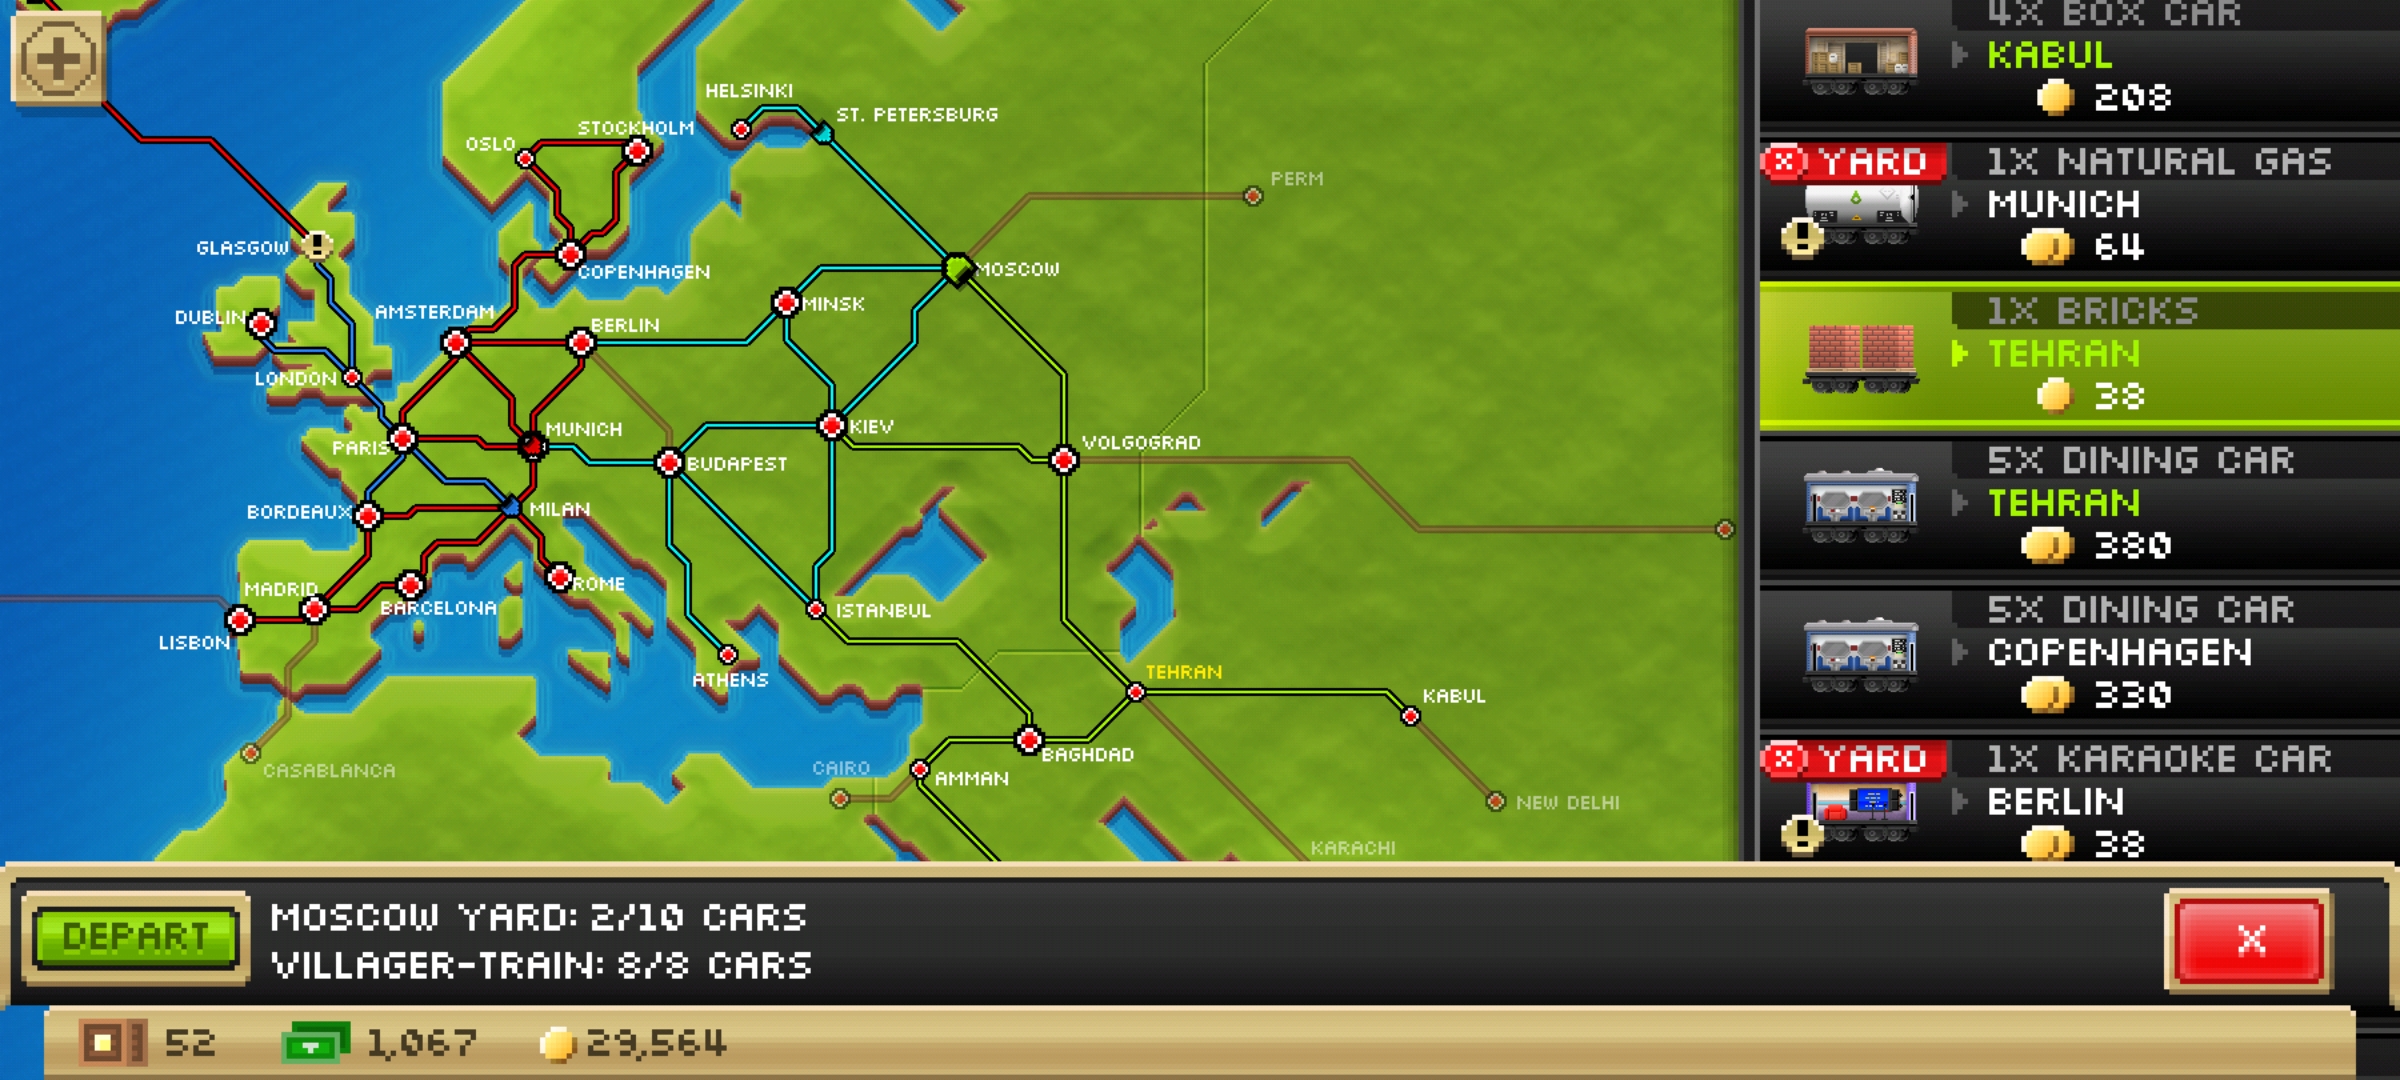 HELSINKI
ST. PETERSBURG
STOCKHOLM
OSLO
PERM
GLASGOW
COPENHAGEN
MOSCOW
MINSK
AMSTERDAM
DUBLIN
BERLIN
LONDON
MUNICH
KIEV
PARIS
VOLGOGRAD
BUDAPEST
BORDEAUX
MILAN
MADRID
ROME
BARCELONA
ISTANBUL
LISBON
ATHENS
TEHRAN
KABUL
BAGHDAD
CASABLANCA
CAIRO
AMMAN
NEW DELHI
KARACHI
4X BOX CAR
KABUL
208
YARD
1X NATURAL GAS
MUNICH
64
1X BRICKS
TEHRAN
38
5X DINING CAR
TEHRAN
380
5X DINING CAR
COPENHAGEN
330
YARD
1X KARAOKE CAR
BERLIN
38
DEPART
MOSCOW YARD: 2/10 CARS
VILLAGER-TRAIN: 8/8 CARS
X
52
1,067
29,564